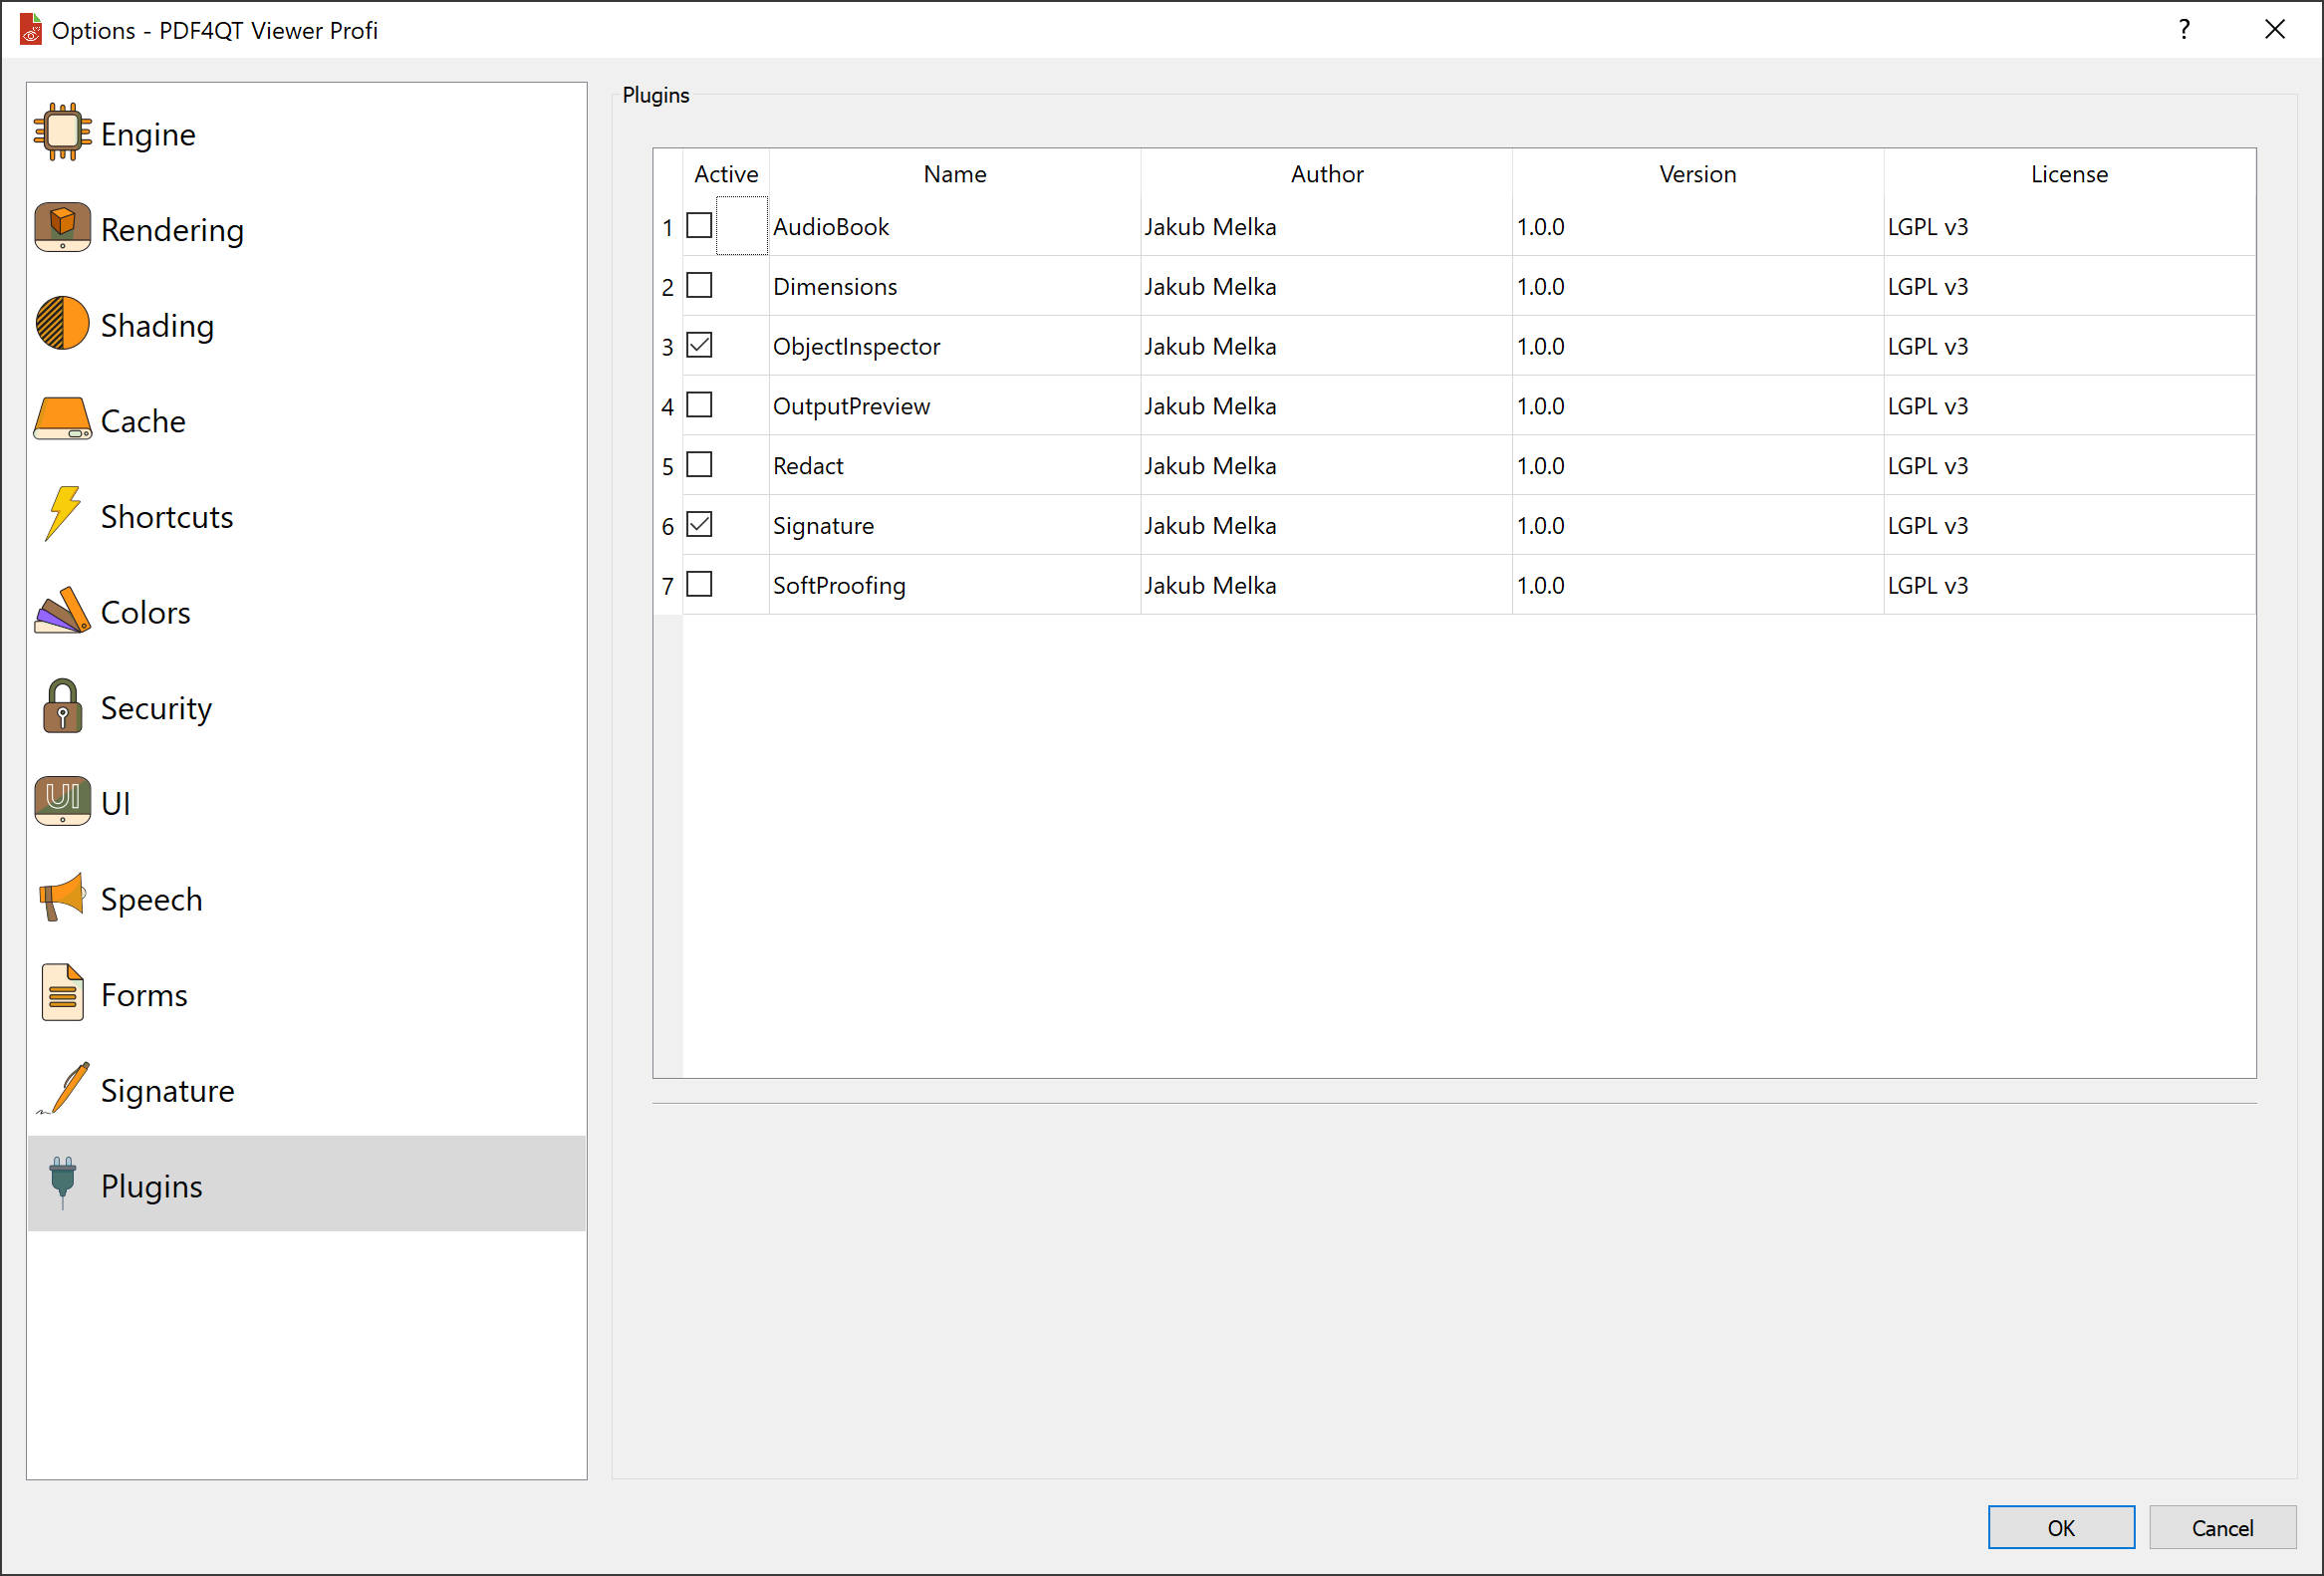 Options - PDF4QT Viewer Profi
?
Engine
Rendering
Shading
Cache
Shortcuts
Colors
Security
UI
UI
Speech
Forms
Signature
Plugins
Plugins
Active Name Author Version License
1 AudioBook Jakub Melka 1.0.0 LGPL v3
2 Dimensions Jakub Melka 1.0.0 LGPL v3
3 ObjectInspector Jakub Melka 1.0.0 LGPL v3
4 OutputPreview Jakub Melka 1.0.0 LGPL v3
5 Redact Jakub Melka 1.0.0 LGPL v3
6 Signature Jakub Melka 1.0.0 LGPL v3
7 SoftProofing Jakub Melka 1.0.0 LGPL v3
OK Cancel